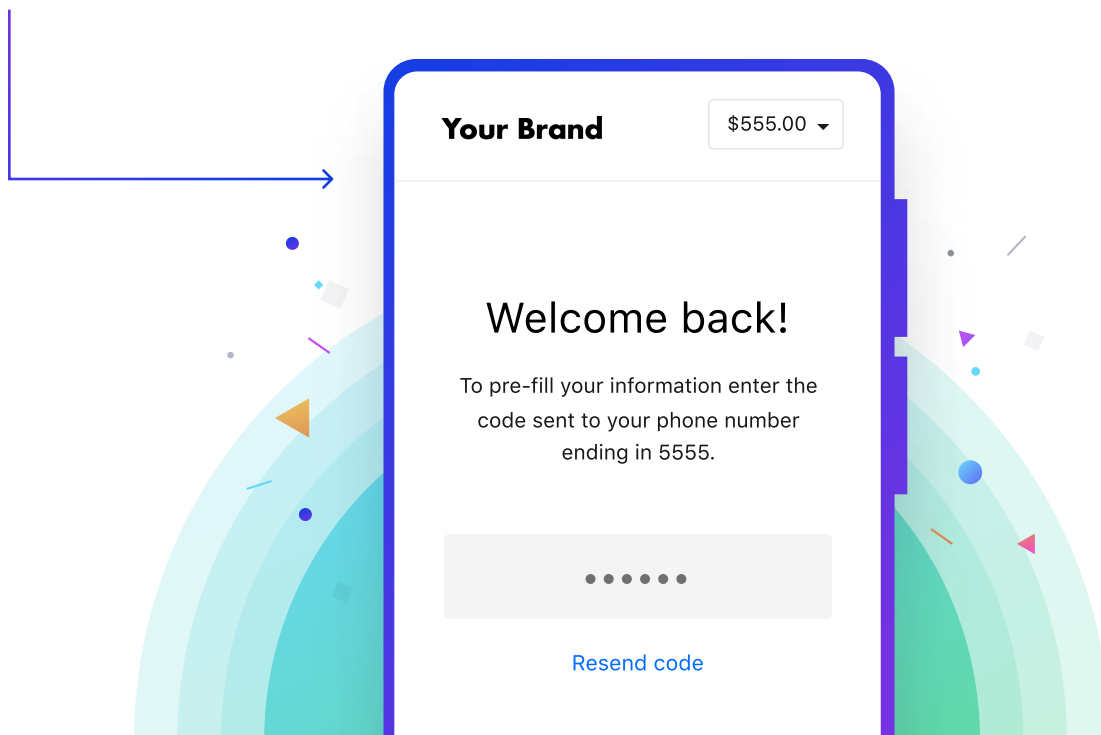 Your Brand
$555.00
Welcome back!
To pre-fill your information enter the
code sent to your phone number
ending in 5555.
Resend code